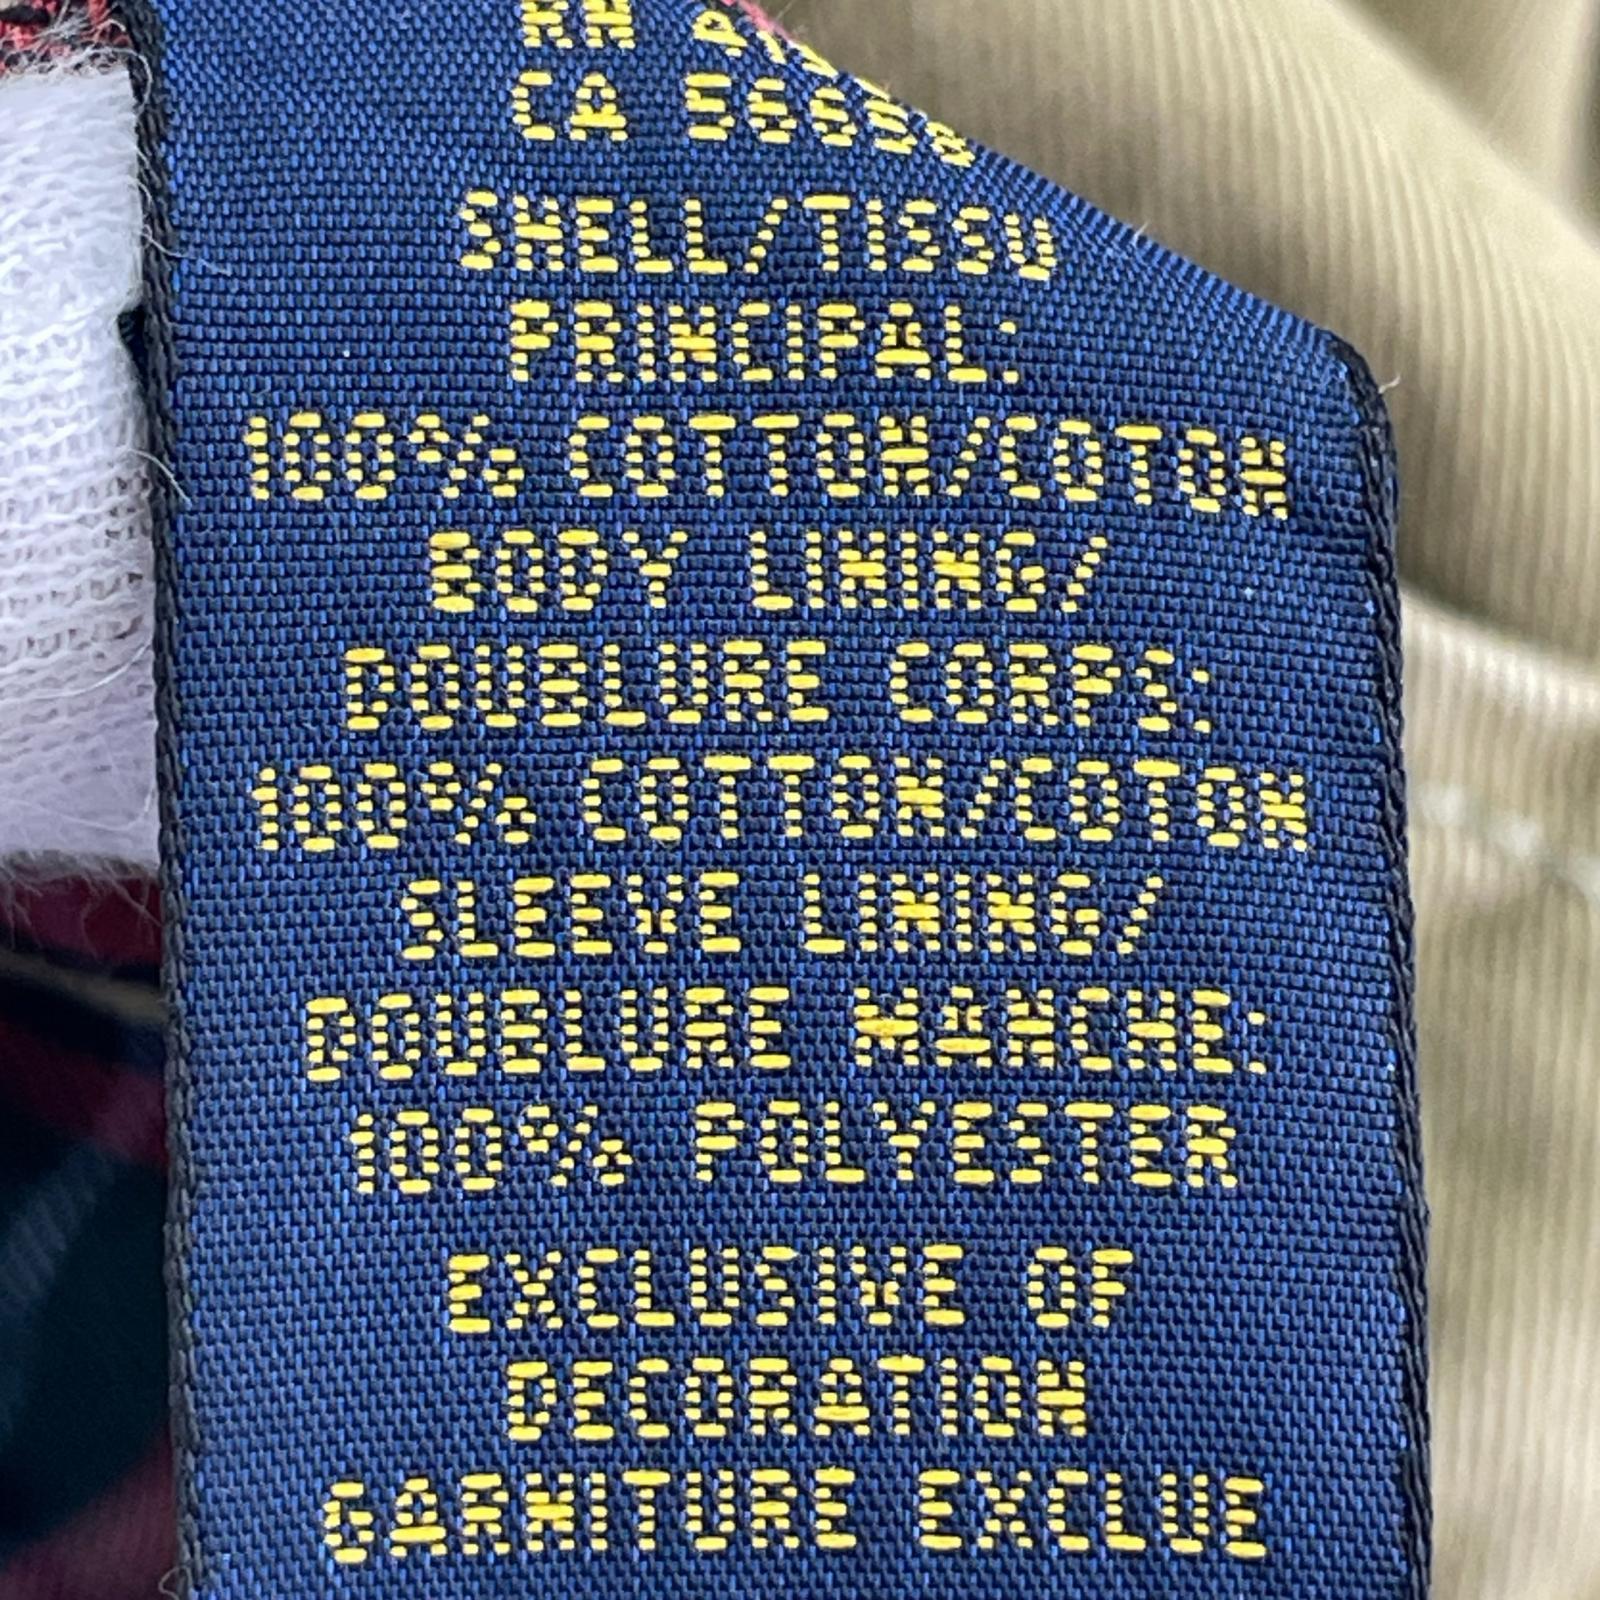 RN
CA 56658
SHELL/TISSU
PRINCIPAL:
100% COTTON/COTON
BODY LINING/
DOUBLURE CORPS:
100% COTTON/COTON
SLEEVE LINING/
DOUBLURE MANCHE:
100% POLYESTER
EXCLUSIVE OF
DECORATION
GARNITURE EXCLUE